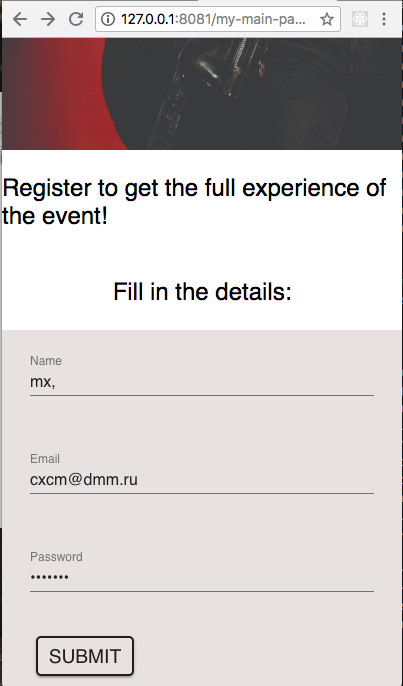 127.0.0.1:8081/my-main-pa...
Register to get the full experience of
the event!
Fill in the details:
Name
mx,
Email
cxcm@dmm.ru
Password
•••••••
SUBMIT